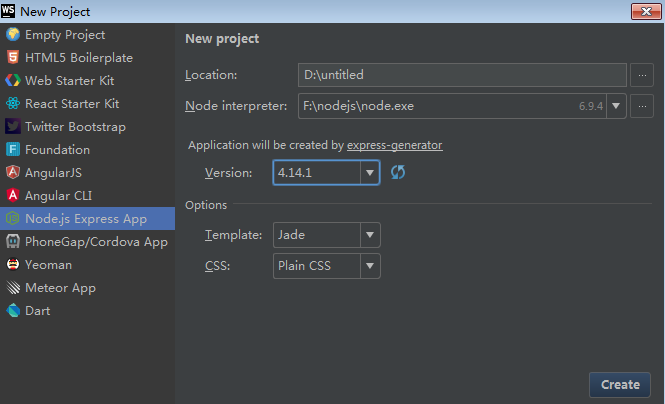 WS New Project
Empty Project
HTML5 Boilerplate
Web Starter Kit
React Starter Kit
Twitter Bootstrap
Foundation
AngularJS
Angular CLI
Node.js Express App
PhoneGap/Cordova App
Yeoman
Meteor App
Dart
New project
Location: D:\untitled ...
Node interpreter: F:\nodejs\node.exe 6.9.4 ...
Application will be created by express-generator
Version: 4.14.1
Options
Template: Jade
CSS: Plain CSS
Create